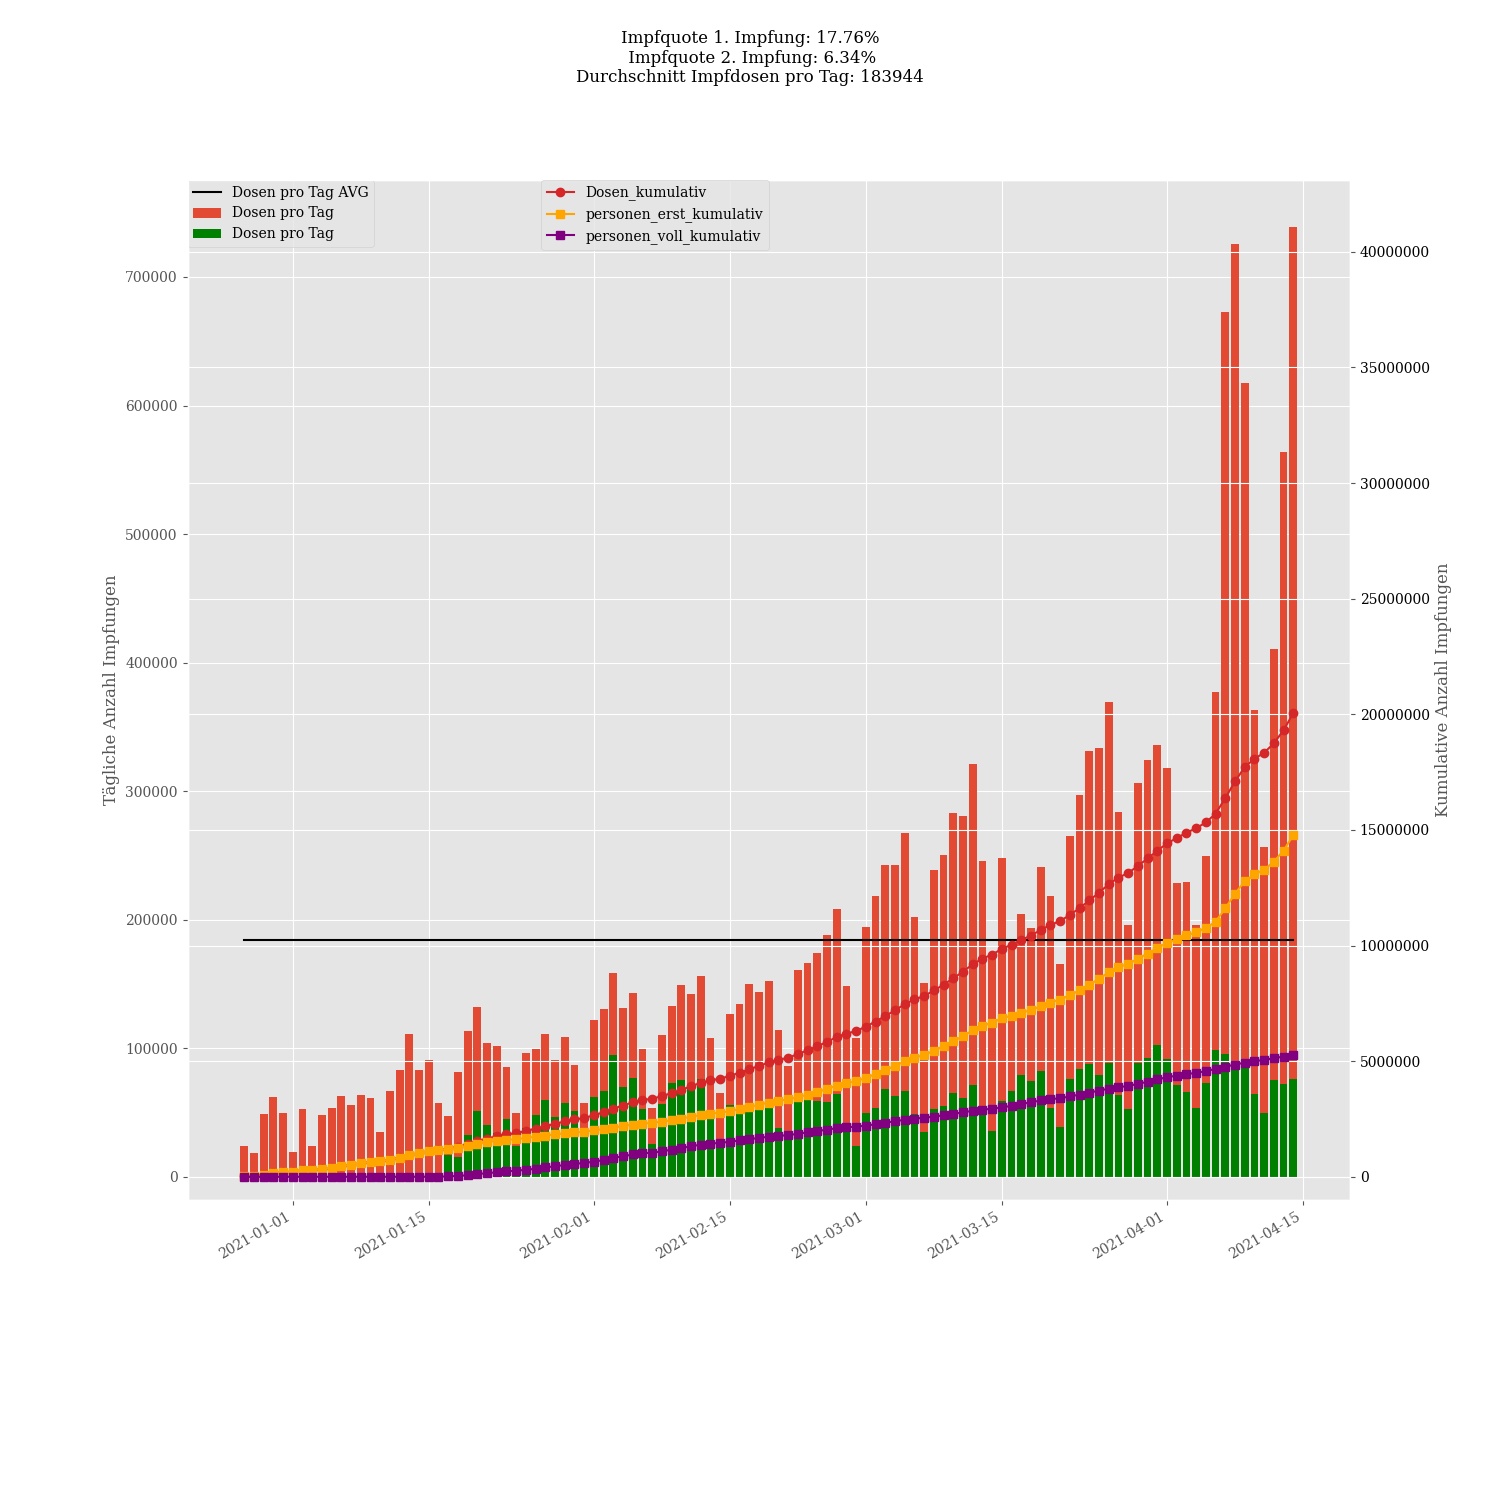 Impfquote 1. Impfung: 17.76%
Impfquote 2. Impfung: 6.34%
Durchschnitt Impfdosen pro Tag: 183944
Dosen pro Tag AVG
Dosen pro Tag
Dosen pro Tag
Dosen_kumulativ
personen_erst_kumulativ
personen_voll_kumulativ
Tägliche Anzahl Impfungen
700000
600000
500000
400000
300000
200000
100000
0
40000000
35000000
30000000
25000000
20000000
15000000
10000000
5000000
0
Kumulative Anzahl Impfungen
2021-01-01
2021-01-15
2021-02-01
2021-02-15
2021-03-01
2021-03-15
2021-04-01
2021-04-15